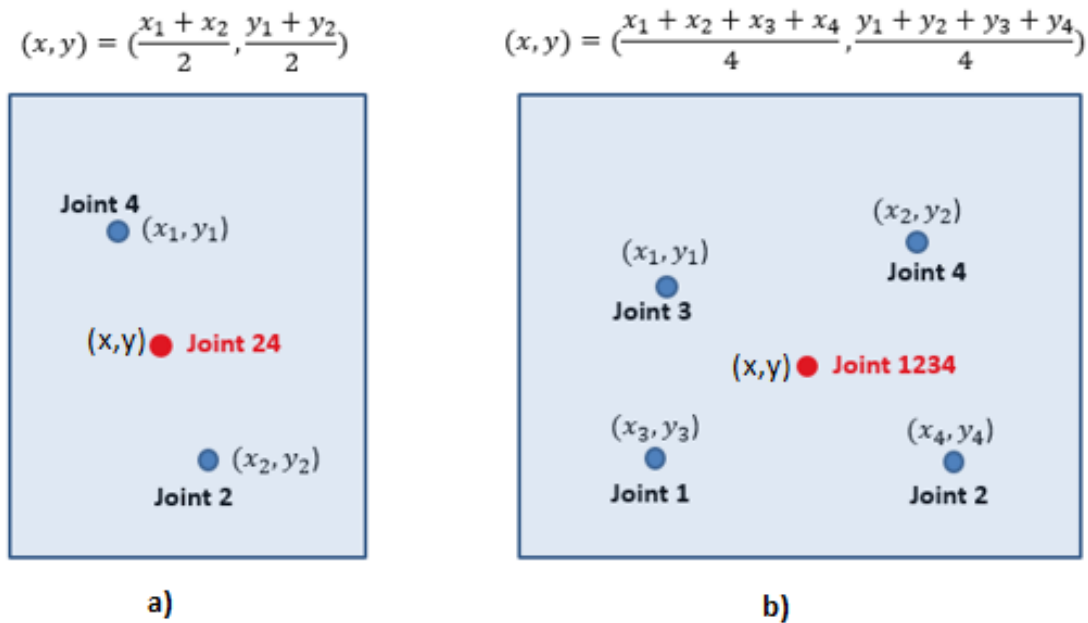 (x, y) = (x₁ + x₂ / 2, y₁ + y₂ / 2)
Joint 4
(x₁, y₁)
(x,y) Joint 24
(x₂, y₂)
Joint 2
a)
(x, y) = (x₁ + x₂ + x₃ + x₄ / 4, y₁ + y₂ + y₃ + y₄ / 4)
(x₂, y₂)
Joint 4
(x₁, y₁)
Joint 3
(x,y) Joint 1234
(x₃, y₃)
Joint 1
(x₄, y₄)
Joint 2
b)